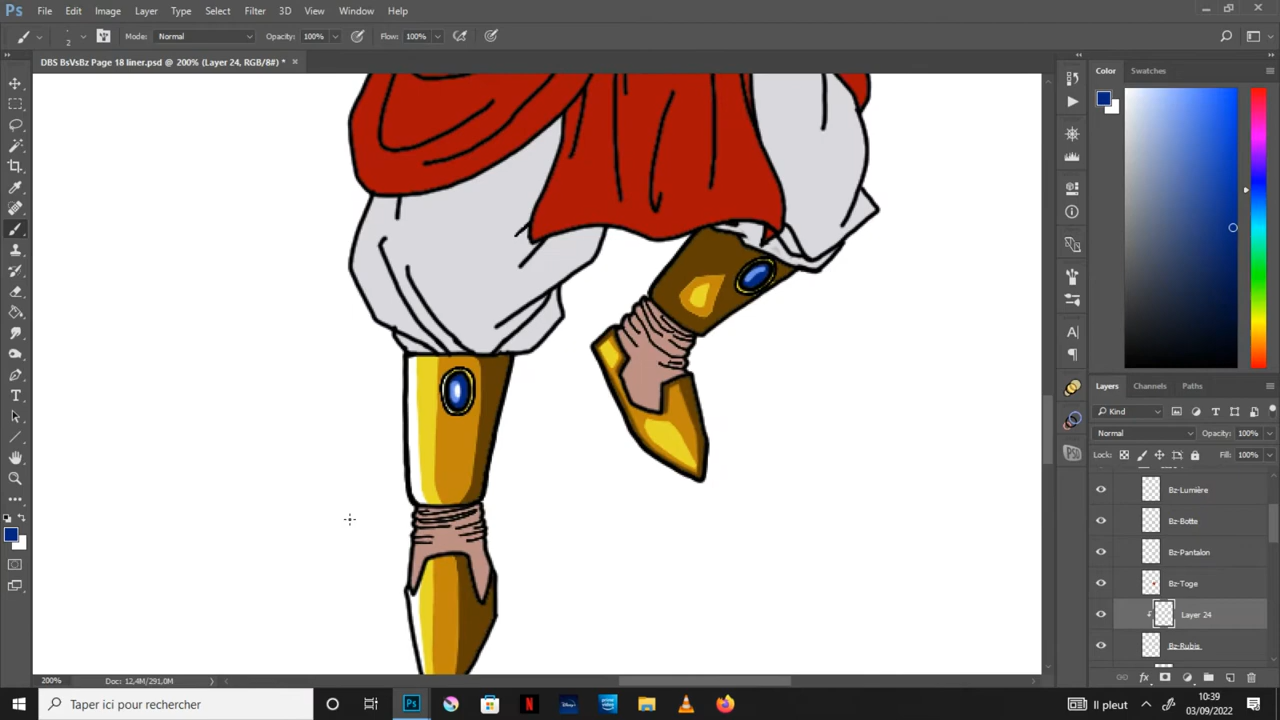 Ps File Edit Image Layer Type Select Filter 3D View Window Help
2 Mode: Normal Opacity: 100% Flow: 100%
DBS BsVsBz Page 18 liner.psd @ 200% (Layer 24, RGB/8#) *
Color Swatches
Layers Channels Paths
Kind
Normal Opacity: 100%
Lock: Fill: 100%
Bz-Lumière
Bz-Botte
Bz-Pantalon
Bz-Toge
Layer 24
Bz-Rubis
200% Doc: 12,4M/291,0M
Taper ici pour rechercher
Il pleut
10:39
03/09/2022